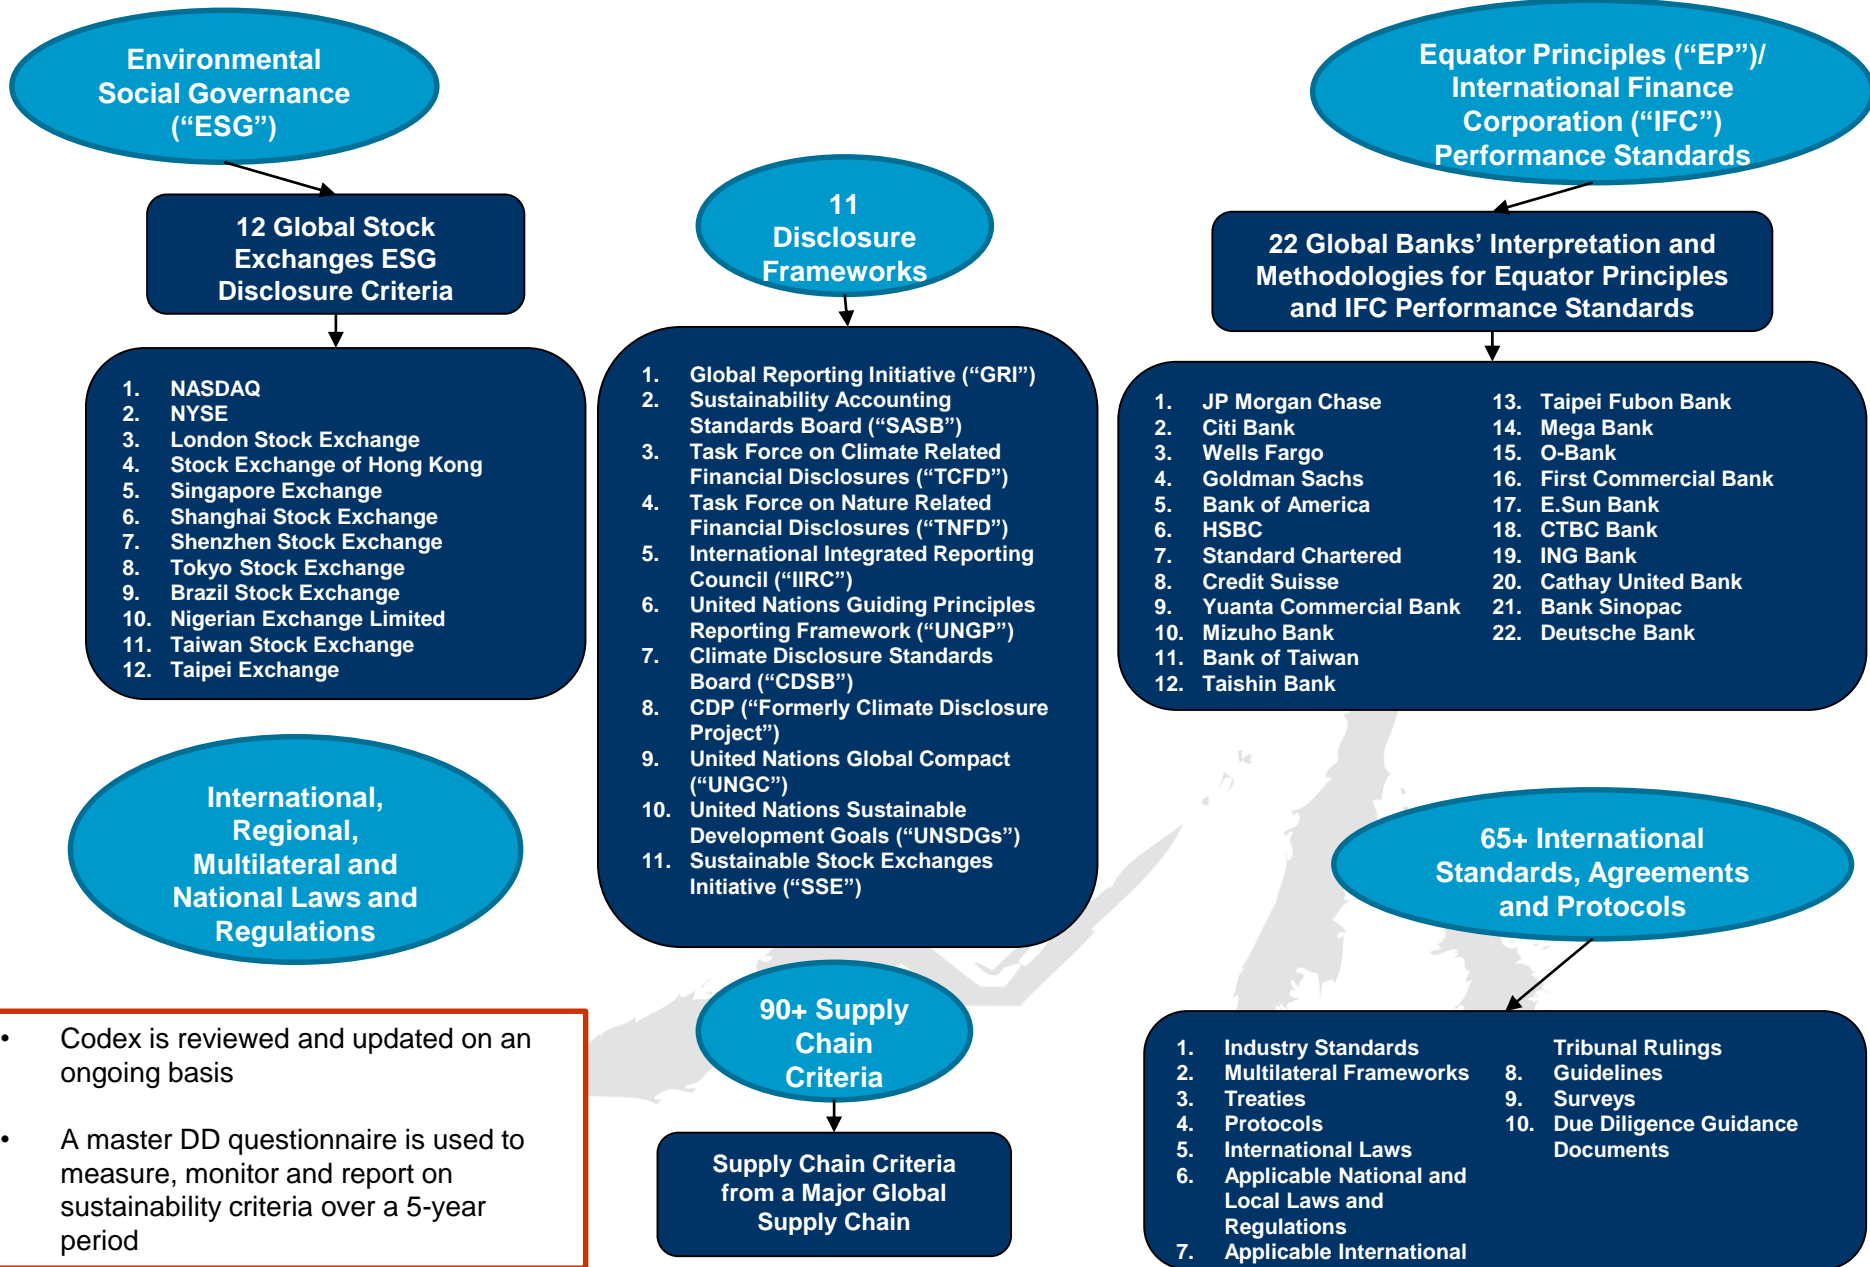 Environmental
Social Governance
(“ESG”)
12 Global Stock
Exchanges ESG
Disclosure Criteria
1. NASDAQ
2. NYSE
3. London Stock Exchange
4. Stock Exchange of Hong Kong
5. Singapore Exchange
6. Shanghai Stock Exchange
7. Shenzhen Stock Exchange
8. Tokyo Stock Exchange
9. Brazil Stock Exchange
10. Nigerian Exchange Limited
11. Taiwan Stock Exchange
12. Taipei Exchange
International,
Regional,
Multilateral and
National Laws and
Regulations
• Codex is reviewed and updated on an
ongoing basis
• A master DD questionnaire is used to
measure, monitor and report on
sustainability criteria over a 5-year
period
11
Disclosure
Frameworks
1. Global Reporting Initiative (“GRI”)
2. Sustainability Accounting
Standards Board (“SASB”)
3. Task Force on Climate Related
Financial Disclosures (“TCFD”)
4. Task Force on Nature Related
Financial Disclosures (“TNFD”)
5. International Integrated Reporting
Council (“IIRC”)
6. United Nations Guiding Principles
Reporting Framework (“UNGP”)
7. Climate Disclosure Standards
Board (“CDSB”)
8. CDP (“Formerly Climate Disclosure
Project”)
9. United Nations Global Compact
(“UNGC”)
10. United Nations Sustainable
Development Goals (“UNSDGs”)
11. Sustainable Stock Exchanges
Initiative (“SSE”)
90+ Supply
Chain
Criteria
Supply Chain Criteria
from a Major Global
Supply Chain
Equator Principles (“EP”)/
International Finance
Corporation (“IFC”)
Performance Standards
22 Global Banks’ Interpretation and
Methodologies for Equator Principles
and IFC Performance Standards
1. JP Morgan Chase
2. Citi Bank
3. Wells Fargo
4. Goldman Sachs
5. Bank of America
6. HSBC
7. Standard Chartered
8. Credit Suisse
9. Yuanta Commercial Bank
10. Mizuho Bank
11. Bank of Taiwan
12. Taishin Bank
13. Taipei Fubon Bank
14. Mega Bank
15. O-Bank
16. First Commercial Bank
17. E.Sun Bank
18. CTBC Bank
19. ING Bank
20. Cathay United Bank
21. Bank Sinopac
22. Deutsche Bank
65+ International
Standards, Agreements
and Protocols
1. Industry Standards
2. Multilateral Frameworks
3. Treaties
4. Protocols
5. International Laws
6. Applicable National and
Local Laws and
Regulations
7. Applicable International
Tribunal Rulings
8. Guidelines
9. Surveys
10. Due Diligence Guidance
Documents